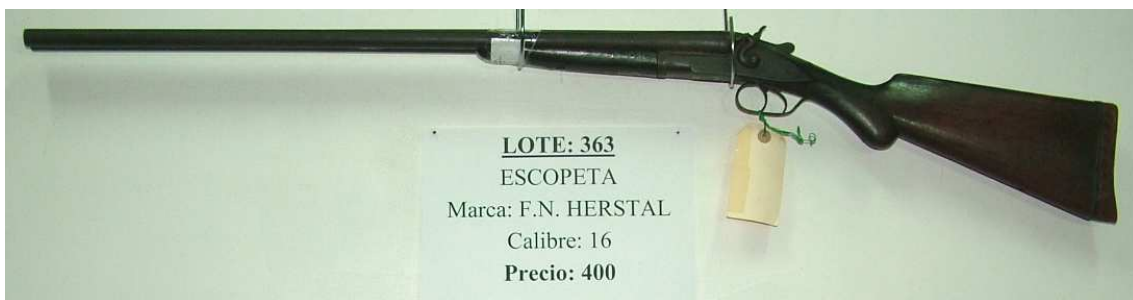 LOTE: 363
ESCOPETA
Marca: F.N. HERSTAL
Calibre: 16
Precio: 400